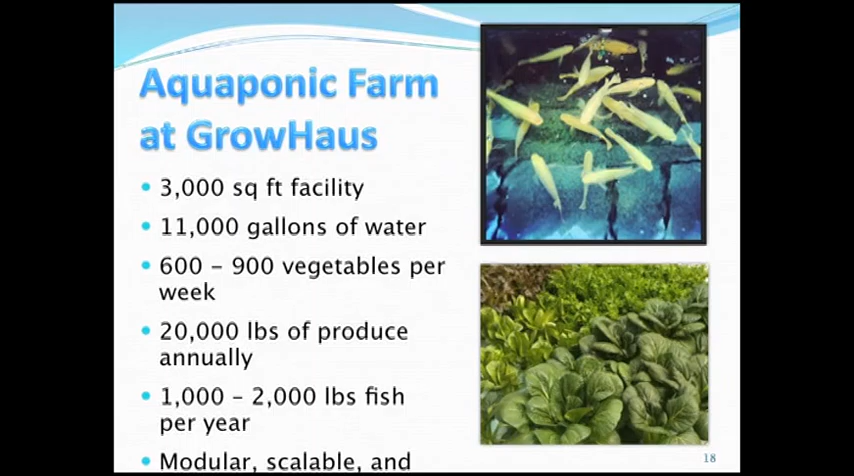 Aquaponic Farm
at GrowHaus
• 3,000 sq ft facility
• 11,000 gallons of water
• 600 – 900 vegetables per
week
• 20,000 lbs of produce
annually
• 1,000 – 2,000 lbs fish
per year
• Modular, scalable, and
18